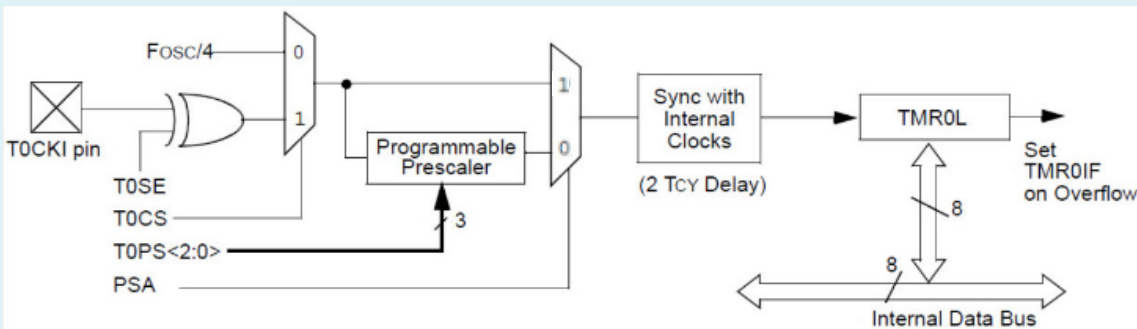 FOSC/4
0
1
T0CKI pin
T0SE
T0CS
T0PS<2:0>
PSA
Programmable
Prescaler
3
1
0
Sync with
Internal
Clocks
(2 TCY Delay)
TMR0L
Set
TMR0IF
on Overflow
8
8
Internal Data Bus